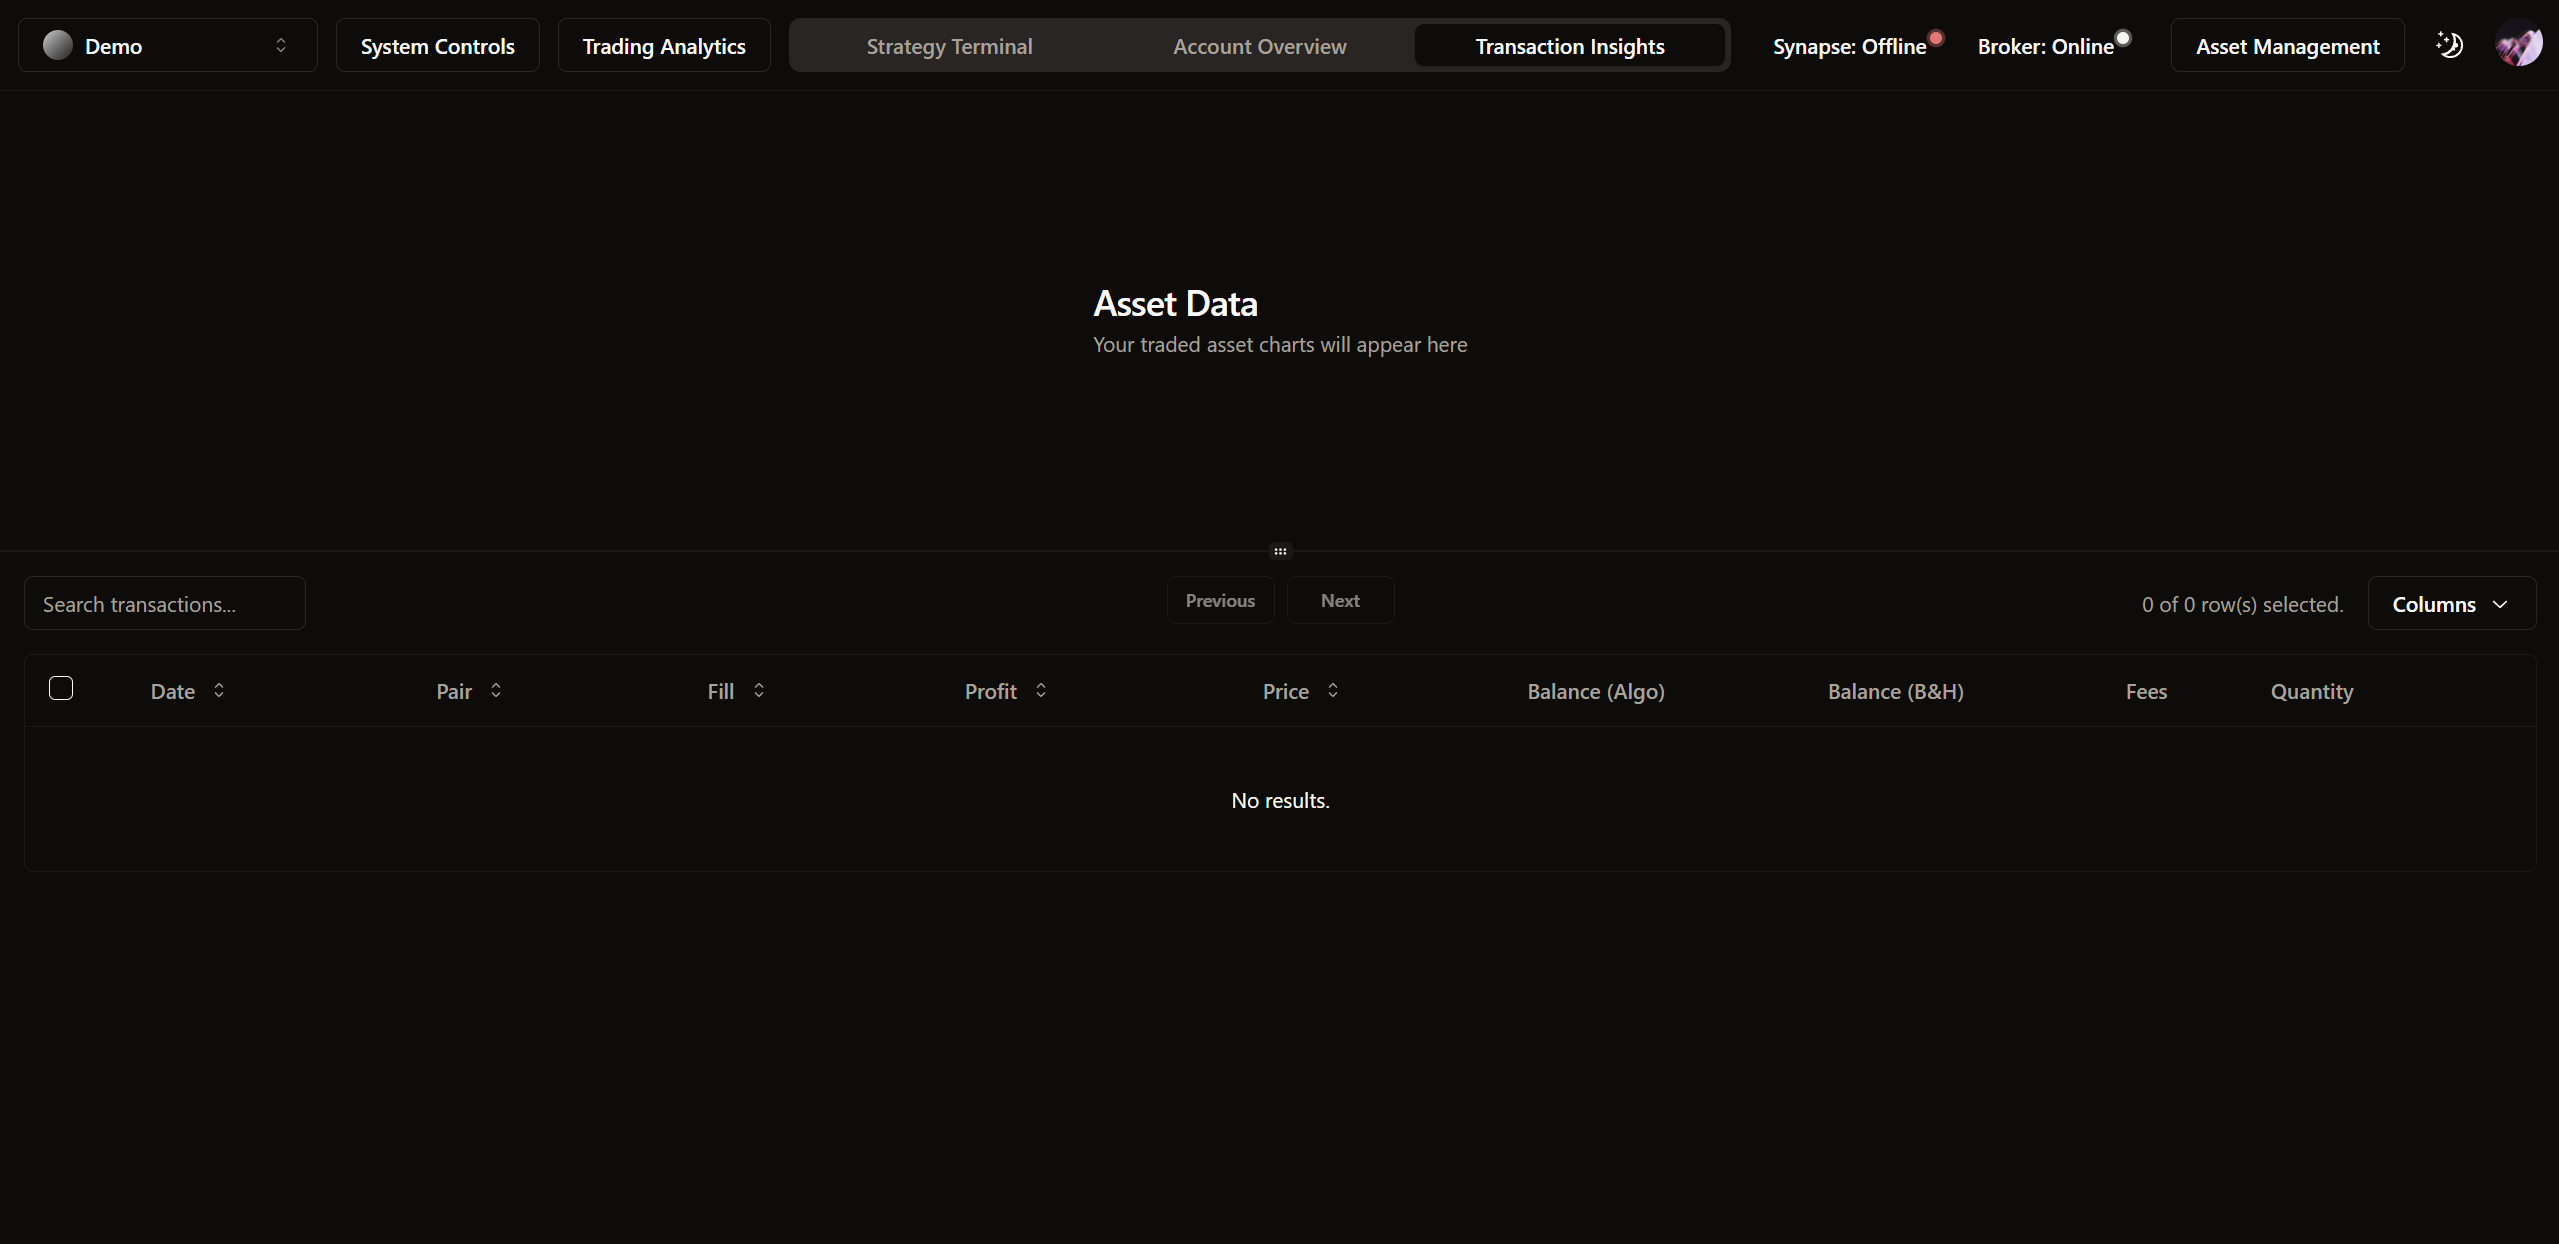 Demo
System Controls
Trading Analytics
Strategy Terminal
Account Overview
Transaction Insights
Synapse: Offline
Broker: Online
Asset Management
Asset Data
Your traded asset charts will appear here
Search transactions...
Previous
Next
0 of 0 row(s) selected.
Columns
Date
Pair
Fill
Profit
Price
Balance (Algo)
Balance (B&H)
Fees
Quantity
No results.